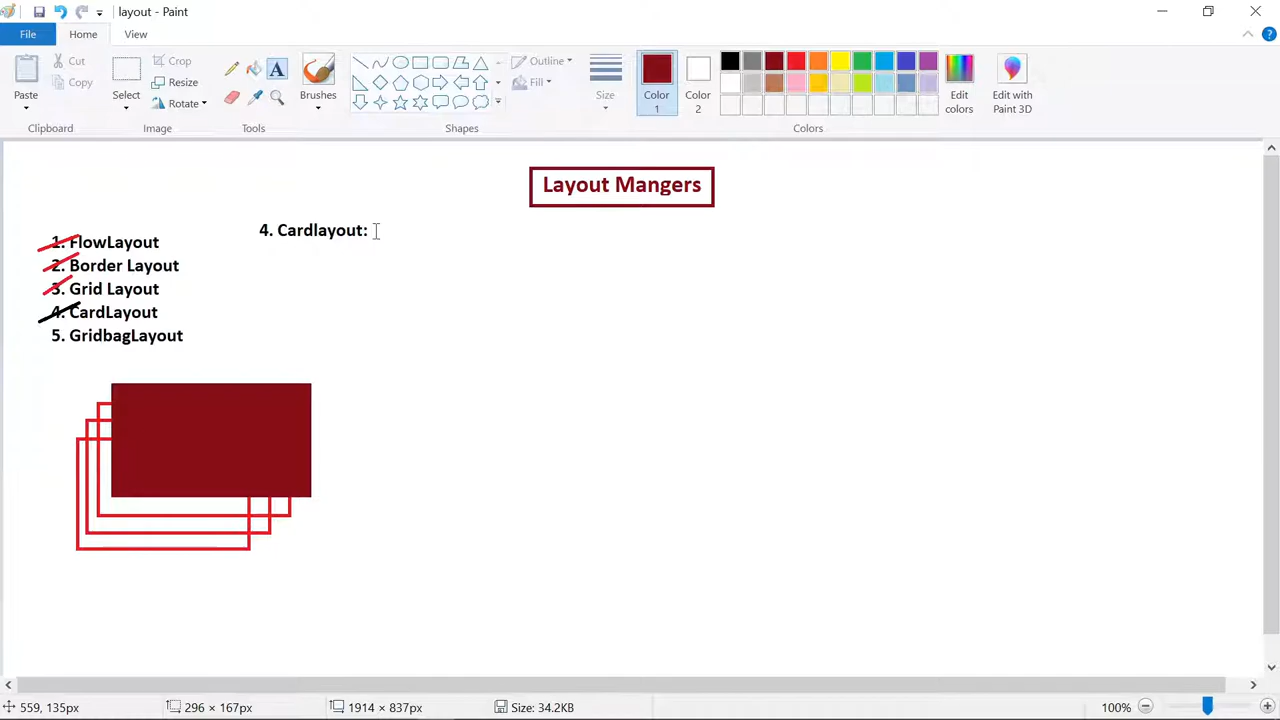 layout - Paint
File
Home
View
Paste
Cut
Copy
Clipboard
Select
Crop
Resize
Rotate
Image
A
Tools
Brushes
Outline
Fill
Shapes
Size
Color
1
Color
2
Edit
colors
Edit with
Paint 3D
Colors
?
Layout Mangers
1. FlowLayout
2. Border Layout
3. Grid Layout
4. CardLayout
5. GridbagLayout
4. Cardlayout:
559, 135px
296 × 167px
1914 × 837px
Size: 34.2KB
100%